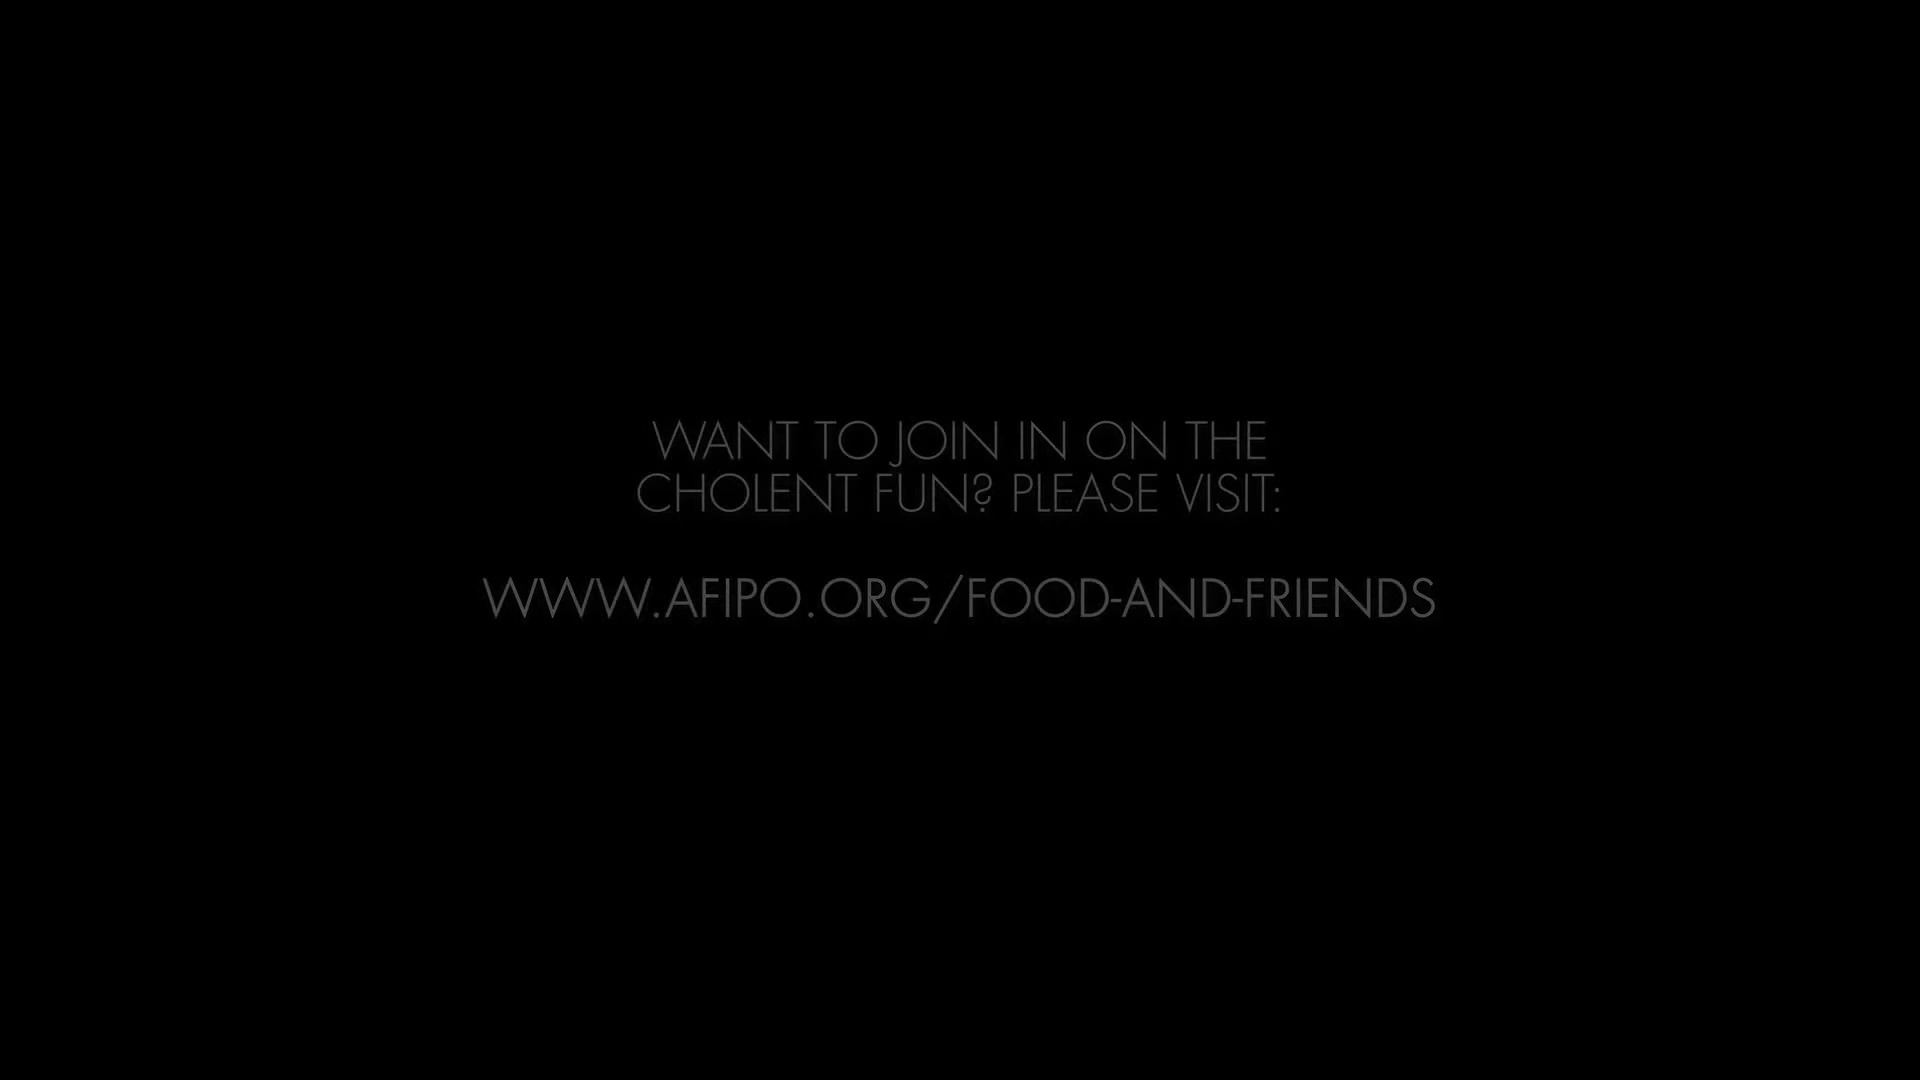 WANT TO JOIN IN ON THE
CHOLENT FUN? PLEASE VISIT:
WWW.AFIPO.ORG/FOOD-AND-FRIENDS